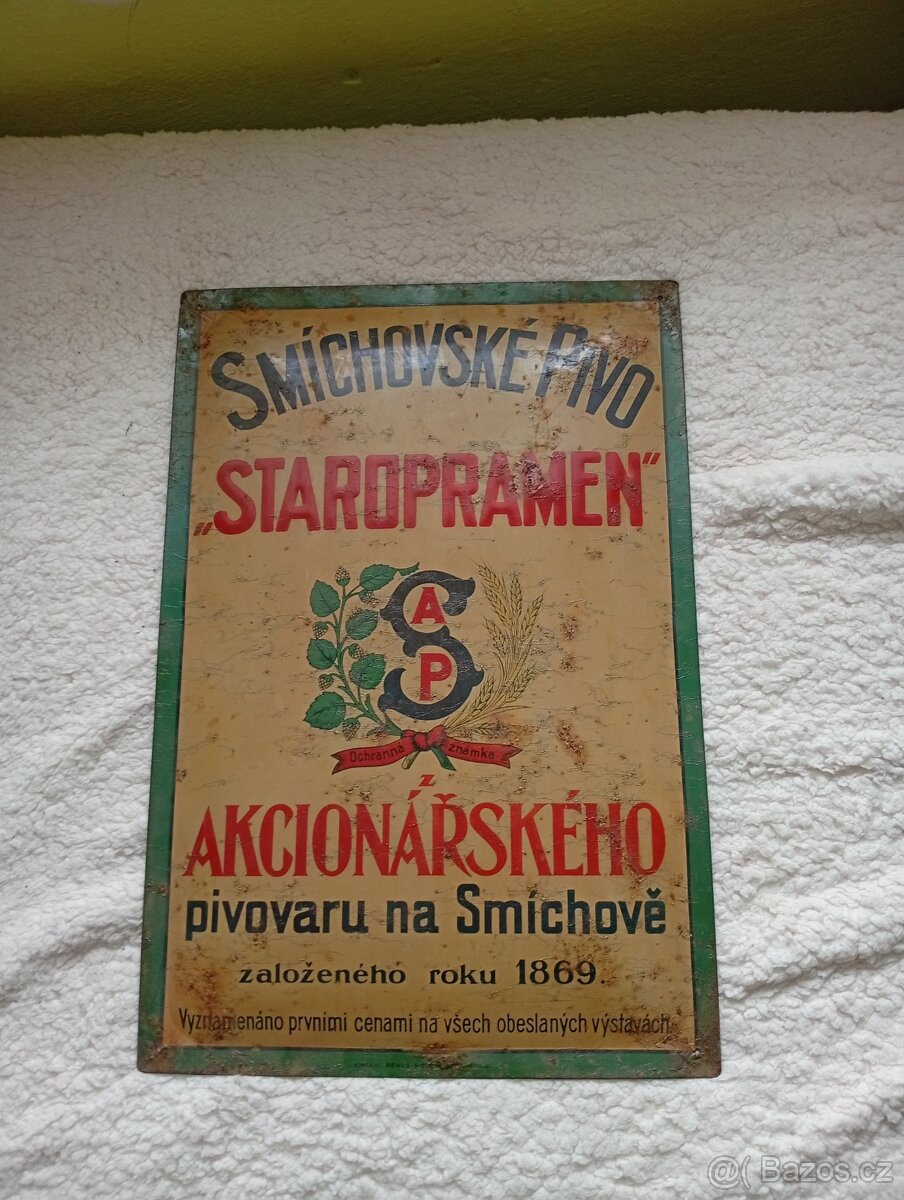 SMÍCHOVSKÉ PIVO
„STAROPRAMEN"
A
S
P
Ochranná známka
z
AKCIONÁŘSKÉHO
pivovaru na Smíchově
založeného roku 1869.
Vyznamenáno prvními cenami na všech obeslaných výstavách.
@( Bazos.cz